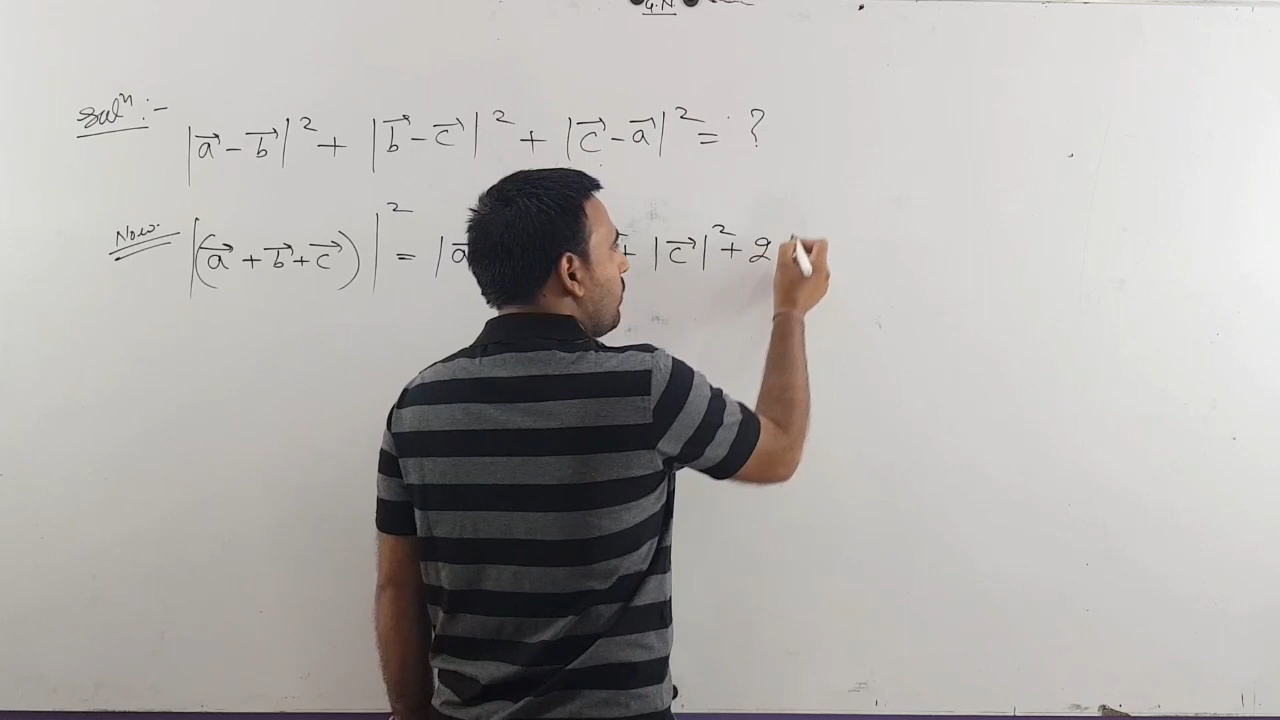 G.N
Solⁿ :-
|a⃗ - b⃗|² + |b⃗ - c⃗|² + |c⃗ - a⃗|² = ?
Now |(a⃗ + b⃗ + c⃗)|² = |a + |c⃗|² + 2